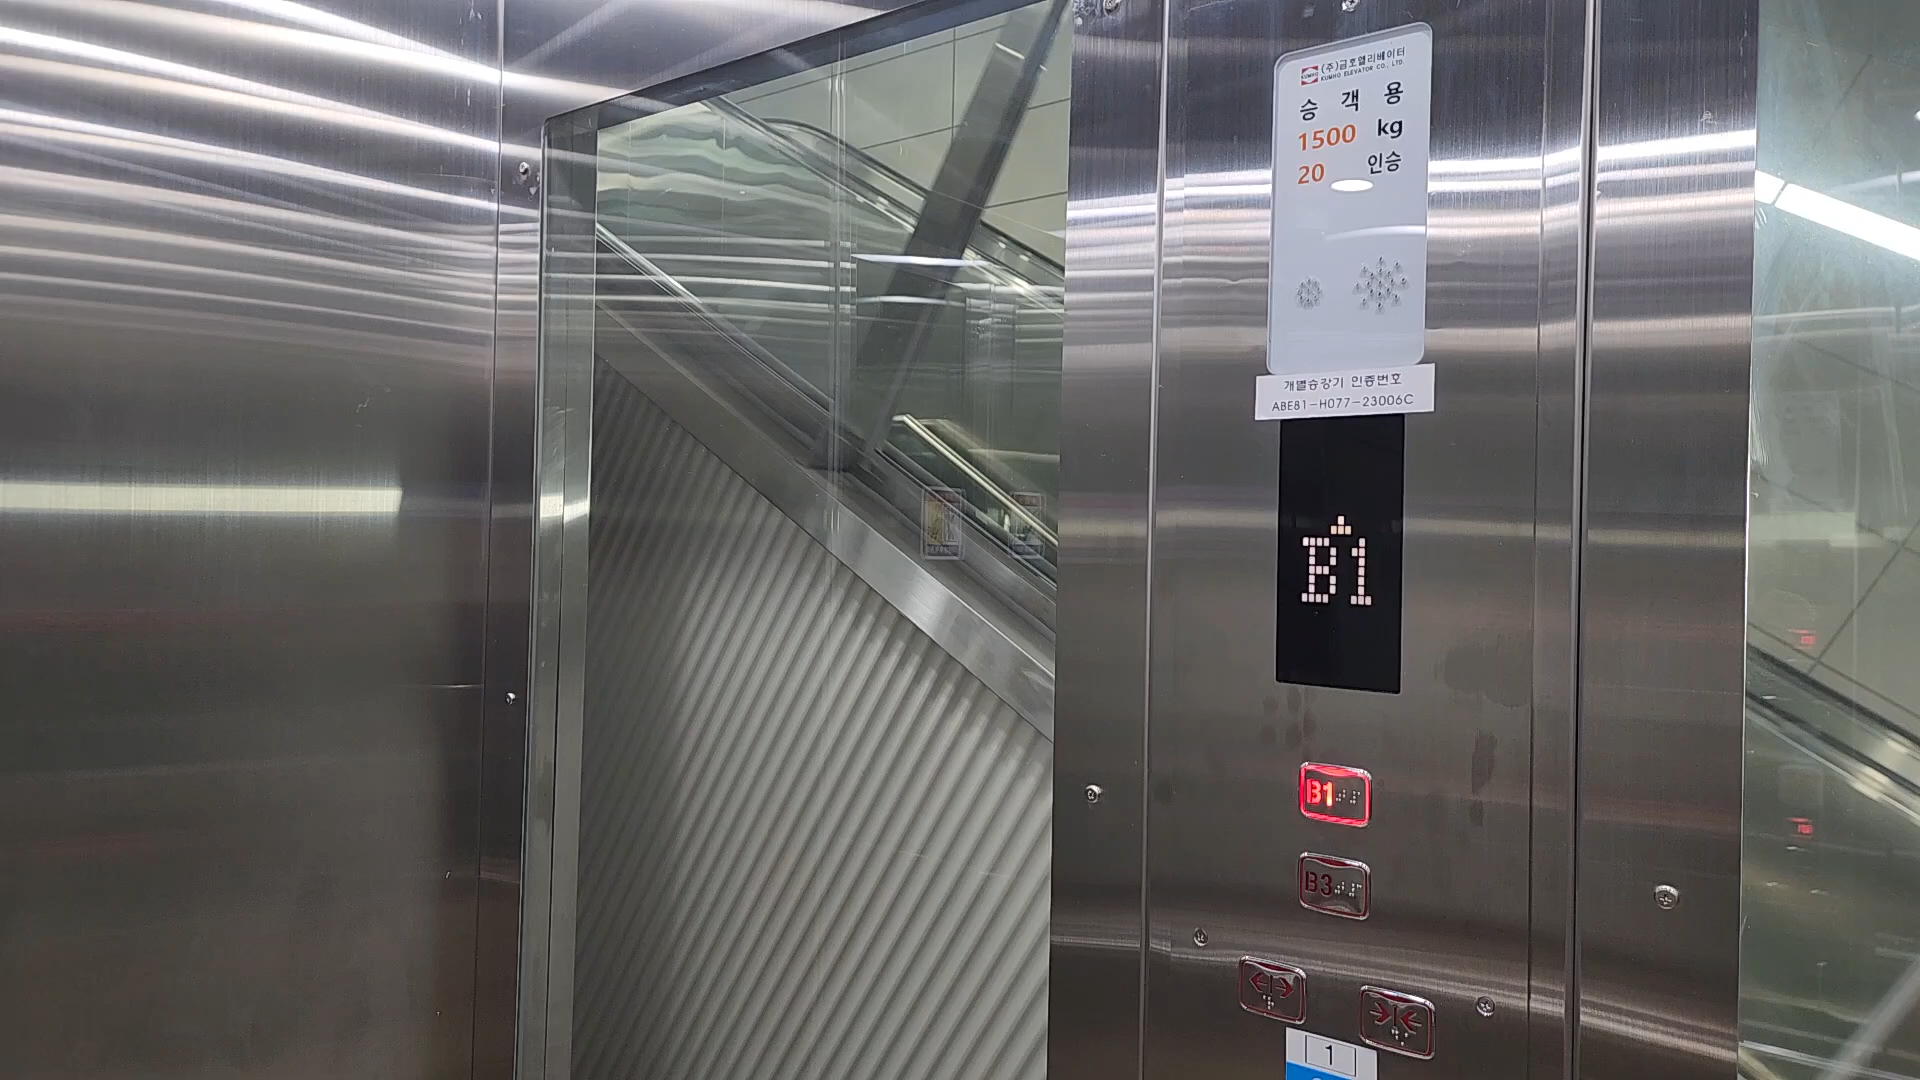 KUMHO
(주)금호엘리베이터
KUMHO ELEVATOR CO., LTD.
승 객 용
1500 kg
20 인승
개별승강기 인증번호
ABE81-H077-23006C
B1
B1
B3
1